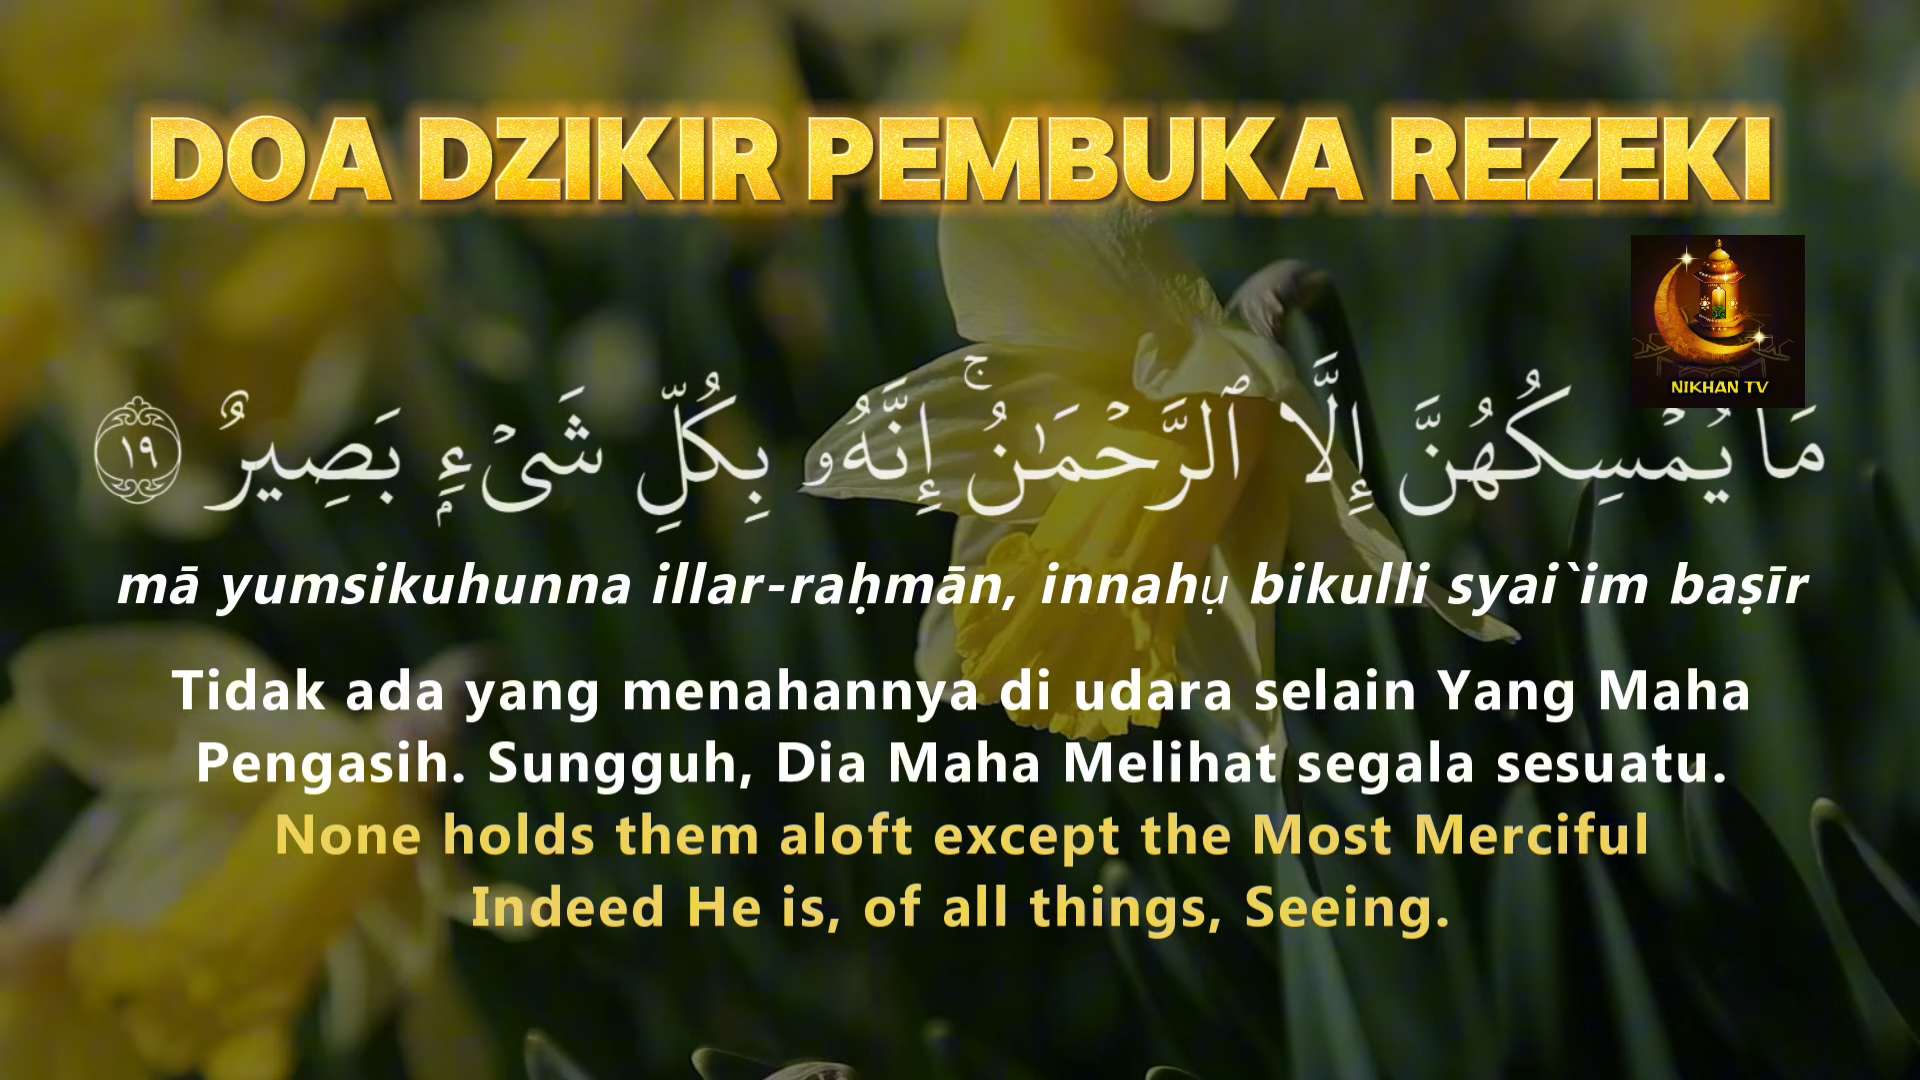 DOA DZIKIR PEMBUKA REZEKI
NIKHAN TV
مَا يُمْسِكُهُنَّ إِلَّا ٱلرَّحْمَـٰنُ ۚ إِنَّهُۥ بِكُلِّ شَىْءٍۭ بَصِيرٌ ١٩
mā yumsikuhunna illar-raḥmān, innahụ bikulli syai`im baṣīr
Tidak ada yang menahannya di udara selain Yang Maha
Pengasih. Sungguh, Dia Maha Melihat segala sesuatu.
None holds them aloft except the Most Merciful
Indeed He is, of all things, Seeing.